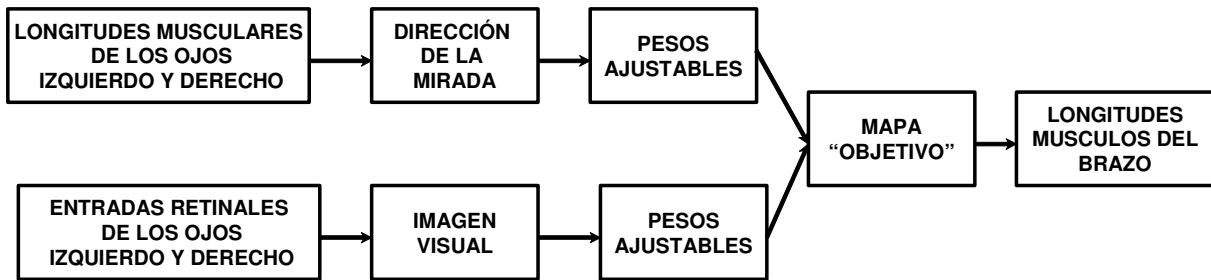 LONGITUDES MUSCULARES
DE LOS OJOS
IZQUIERDO Y DERECHO
DIRECCIÓN
DE LA
MIRADA
PESOS
AJUSTABLES
MAPA
“OBJETIVO”
LONGITUDES
MUSCULOS DEL
BRAZO
ENTRADAS RETINALES
DE LOS OJOS
IZQUIERDO Y DERECHO
IMAGEN
VISUAL
PESOS
AJUSTABLES